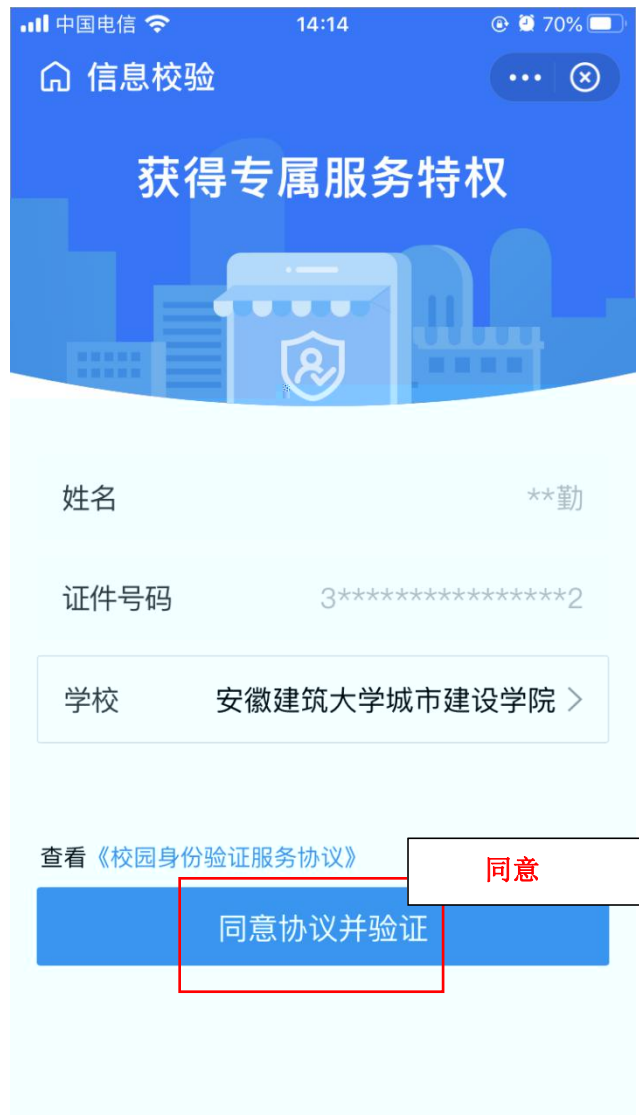 中国电信 14:14 70%
信息校验
获得专属服务特权
姓名 **勤
证件号码 3****************2
学校 安徽建筑大学城市建设学院
查看《校园身份验证服务协议》
同意
同意协议并验证